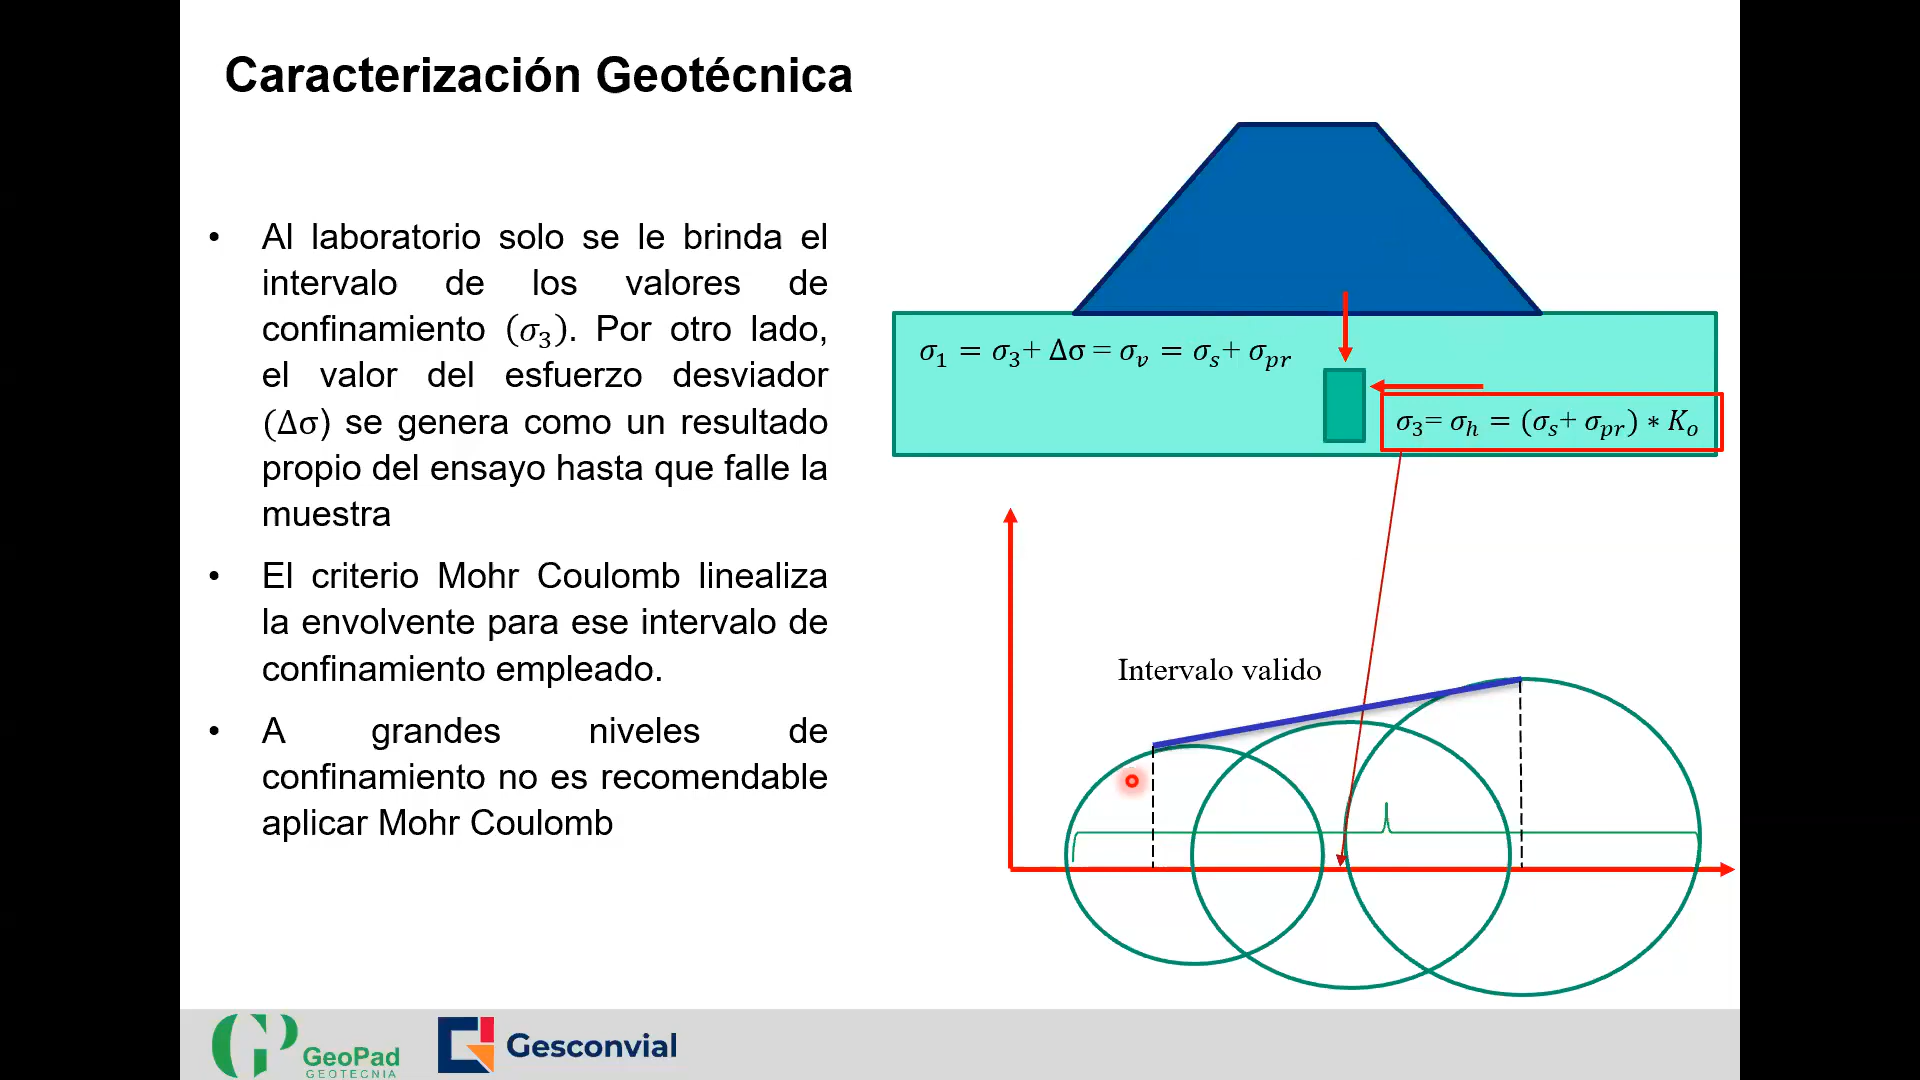 Caracterización Geotécnica
• Al laboratorio solo se le brinda el
intervalo de los valores de
confinamiento (σ₃). Por otro lado,
el valor del esfuerzo desviador
(Δσ) se genera como un resultado
propio del ensayo hasta que falle la
muestra
• El criterio Mohr Coulomb linealiza
la envolvente para ese intervalo de
confinamiento empleado.
• A grandes niveles de
confinamiento no es recomendable
aplicar Mohr Coulomb
σ₁ = σ₃+ Δσ = σᵥ = σₛ+ σₚᵣ
σ₃= σₕ = (σₛ+ σₚᵣ) * Kₒ
Intervalo valido
GeoPad
GEOTECNIA
Gesconvial